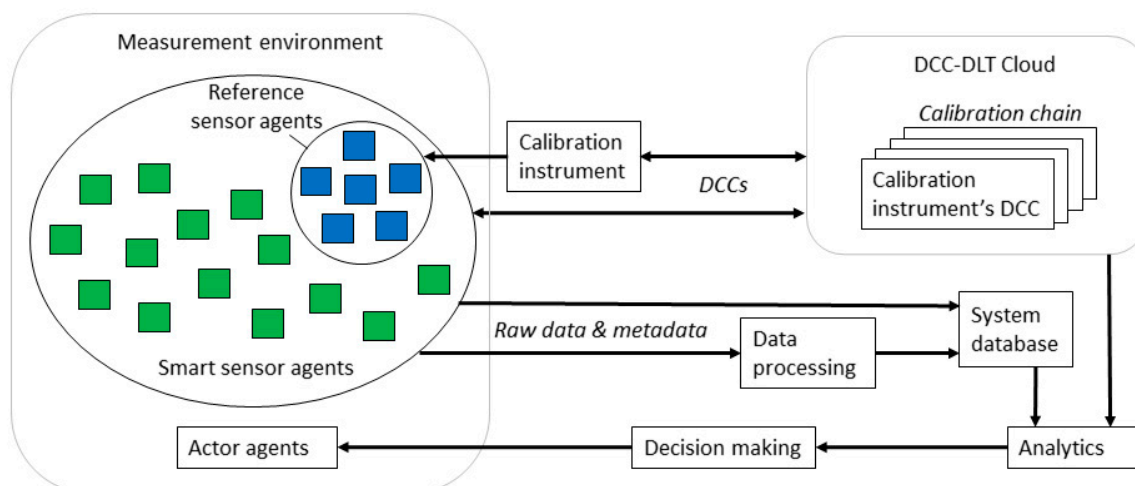 Measurement environment
Reference
sensor agents
Smart sensor agents
Actor agents
Calibration
instrument
DCCs
DCC-DLT Cloud
Calibration chain
Calibration
instrument's DCC
Raw data & metadata
Data
processing
System
database
Decision making
Analytics